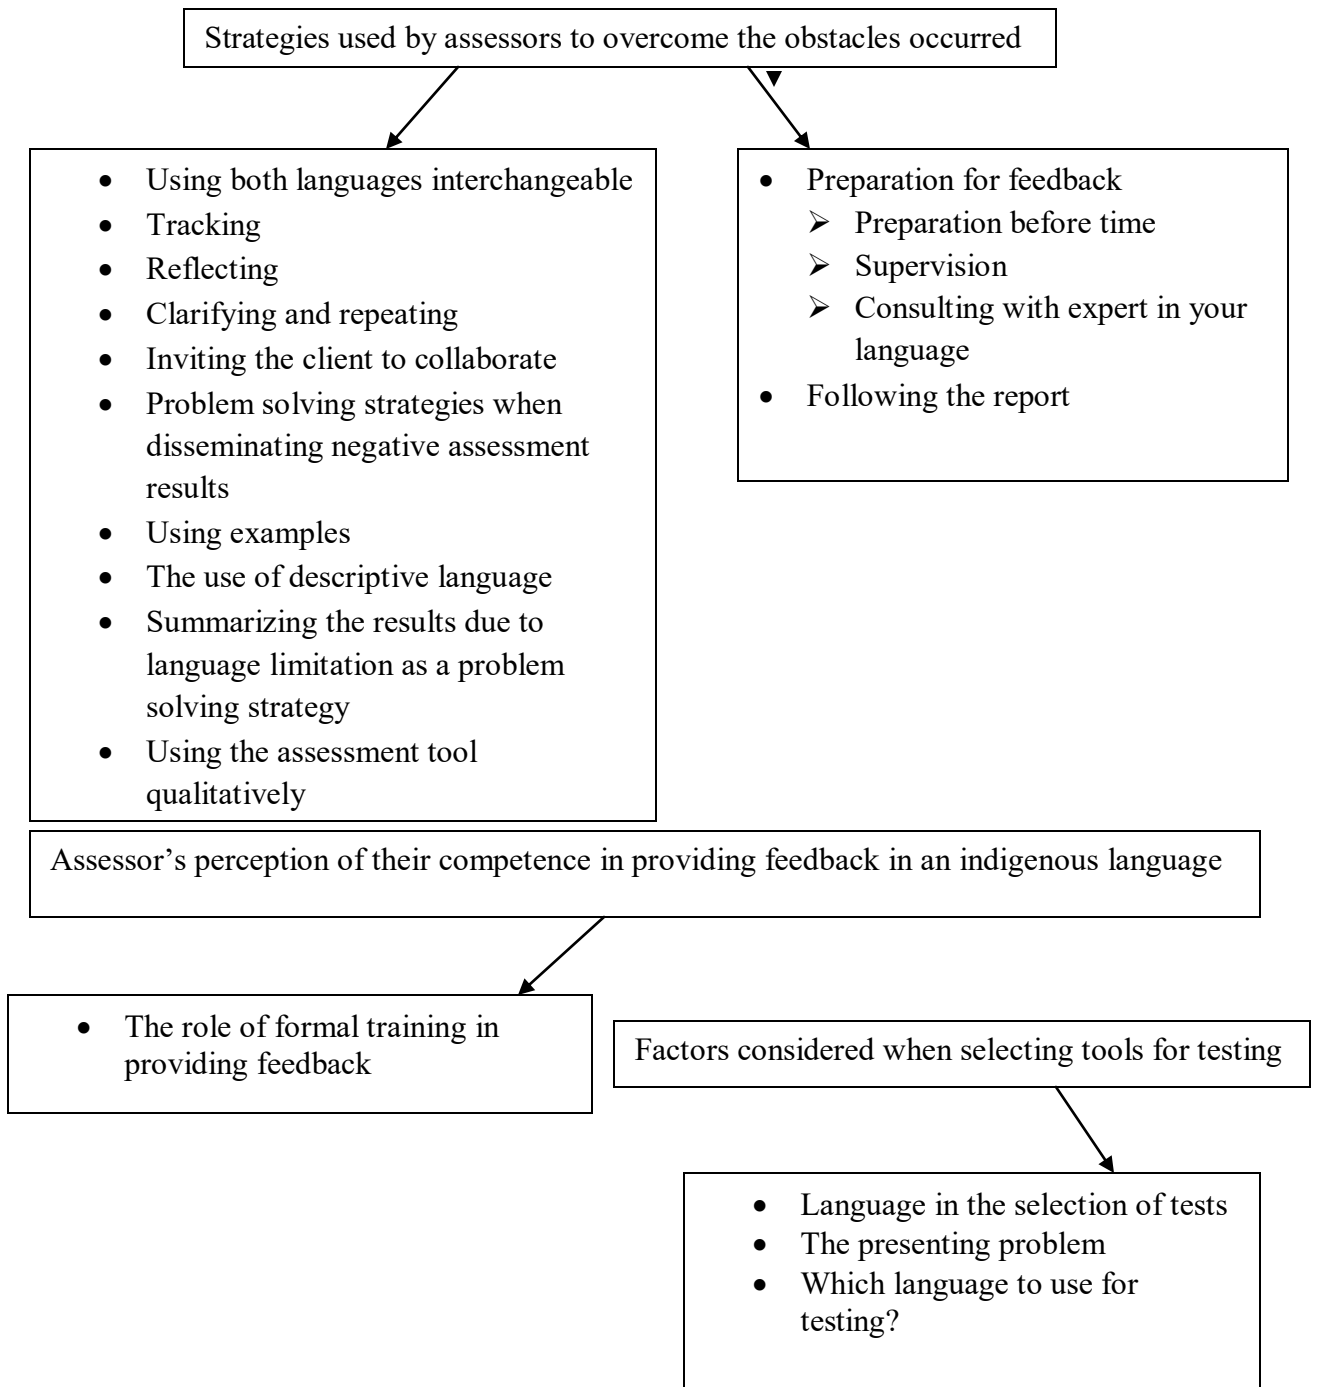 Strategies used by assessors to overcome the obstacles occurred
• Using both languages interchangeable
• Tracking
• Reflecting
• Clarifying and repeating
• Inviting the client to collaborate
• Problem solving strategies when
disseminating negative assessment
results
• Using examples
• The use of descriptive language
• Summarizing the results due to
language limitation as a problem
solving strategy
• Using the assessment tool
qualitatively
• Preparation for feedback
➢ Preparation before time
➢ Supervision
➢ Consulting with expert in your
language
• Following the report
Assessor’s perception of their competence in providing feedback in an indigenous language
• The role of formal training in
providing feedback
Factors considered when selecting tools for testing
• Language in the selection of tests
• The presenting problem
• Which language to use for
testing?